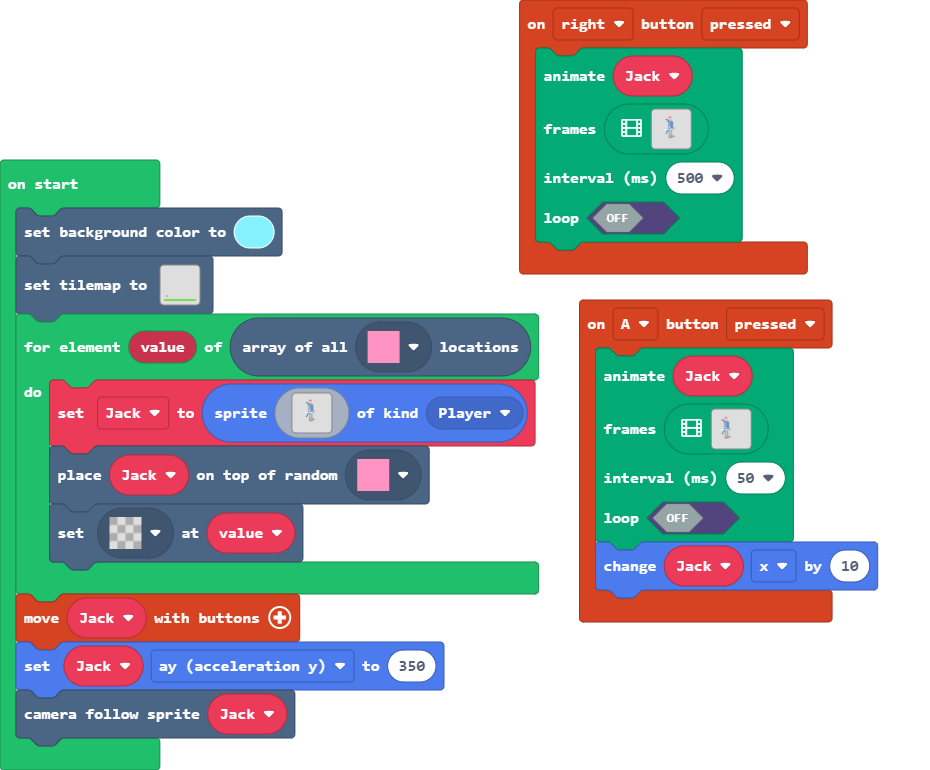 on start
set background color to
set tilemap to
for element value of array of all locations
do
set Jack to sprite of kind Player
place Jack on top of random
set at value
move Jack with buttons
set Jack ay (acceleration y) to 350
camera follow sprite Jack
on right button pressed
animate Jack
frames
interval (ms) 500
loop OFF
on A button pressed
animate Jack
frames
interval (ms) 50
loop OFF
change Jack x by 10